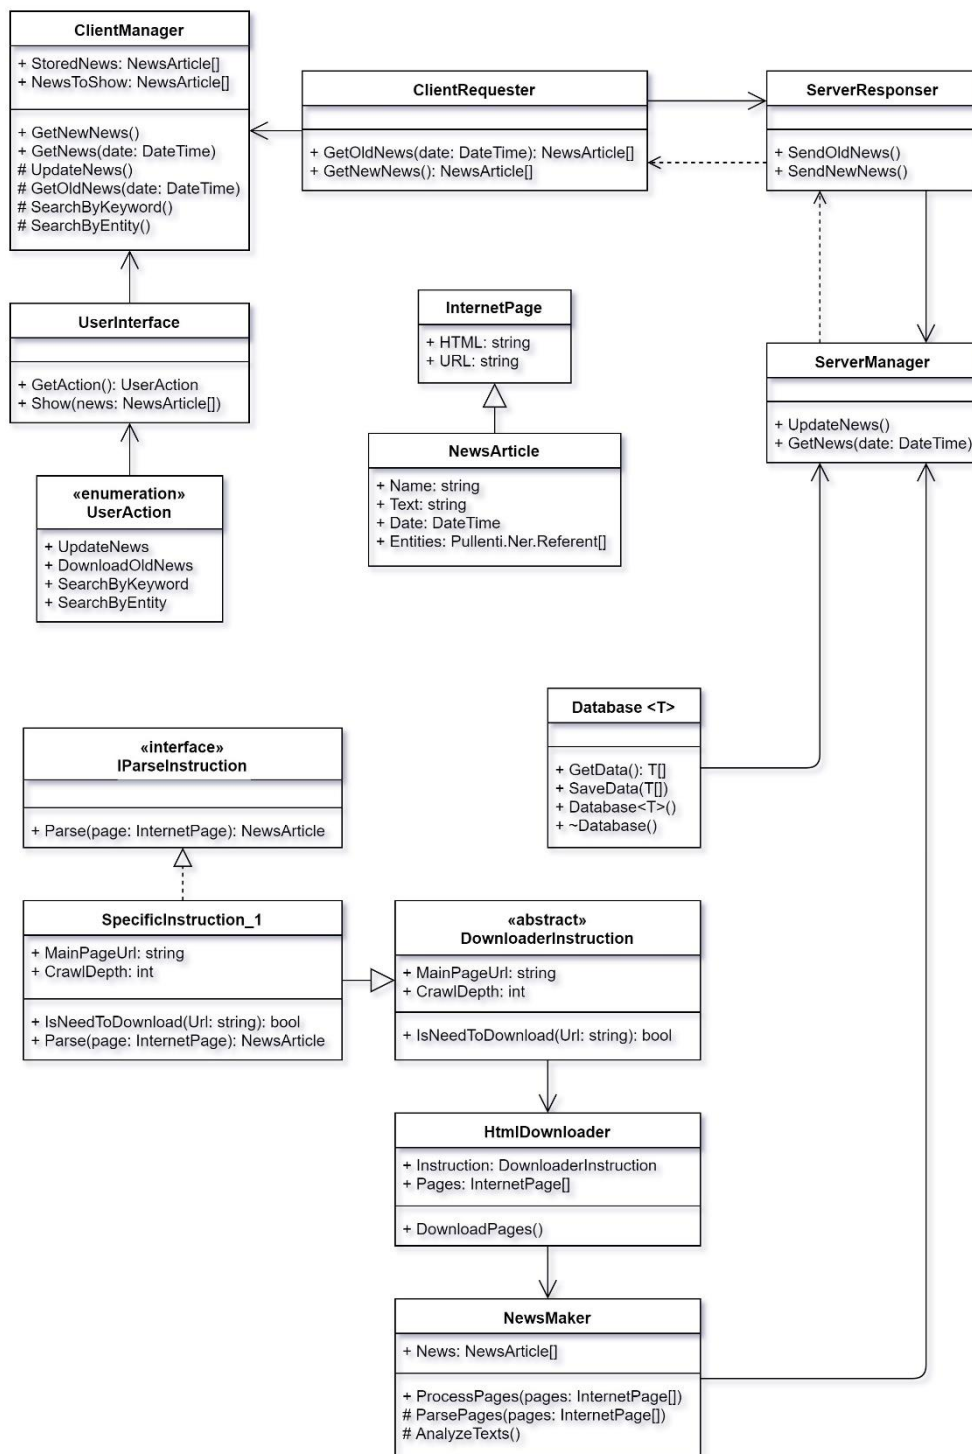 ClientManager
+ StoredNews: NewsArticle[]
+ NewsToShow: NewsArticle[]
+ GetNewNews()
+ GetNews(date: DateTime)
# UpdateNews()
# GetOldNews(date: DateTime)
# SearchByKeyword()
# SearchByEntity()
ClientRequester
+ GetOldNews(date: DateTime): NewsArticle[]
+ GetNewNews(): NewsArticle[]
ServerResponser
+ SendOldNews()
+ SendNewNews()
UserInterface
+ GetAction(): UserAction
+ Show(news: NewsArticle[])
InternetPage
+ HTML: string
+ URL: string
ServerManager
+ UpdateNews()
+ GetNews(date: DateTime)
NewsArticle
+ Name: string
+ Text: string
+ Date: DateTime
+ Entities: Pullenti.Ner.Referent[]
«enumeration»
UserAction
+ UpdateNews
+ DownloadOldNews
+ SearchByKeyword
+ SearchByEntity
Database <T>
+ GetData(): T[]
+ SaveData(T[])
+ Database<T>()
+ ~Database()
«interface»
IParseInstruction
+ Parse(page: InternetPage): NewsArticle
SpecificInstruction_1
+ MainPageUrl: string
+ CrawlDepth: int
+ IsNeedToDownload(Url: string): bool
+ Parse(page: InternetPage): NewsArticle
«abstract»
DownloaderInstruction
+ MainPageUrl: string
+ CrawlDepth: int
+ IsNeedToDownload(Url: string): bool
HtmlDownloader
+ Instruction: DownloaderInstruction
+ Pages: InternetPage[]
+ DownloadPages()
NewsMaker
+ News: NewsArticle[]
+ ProcessPages(pages: InternetPage[])
# ParsePages(pages: InternetPage[])
# AnalyzeTexts()